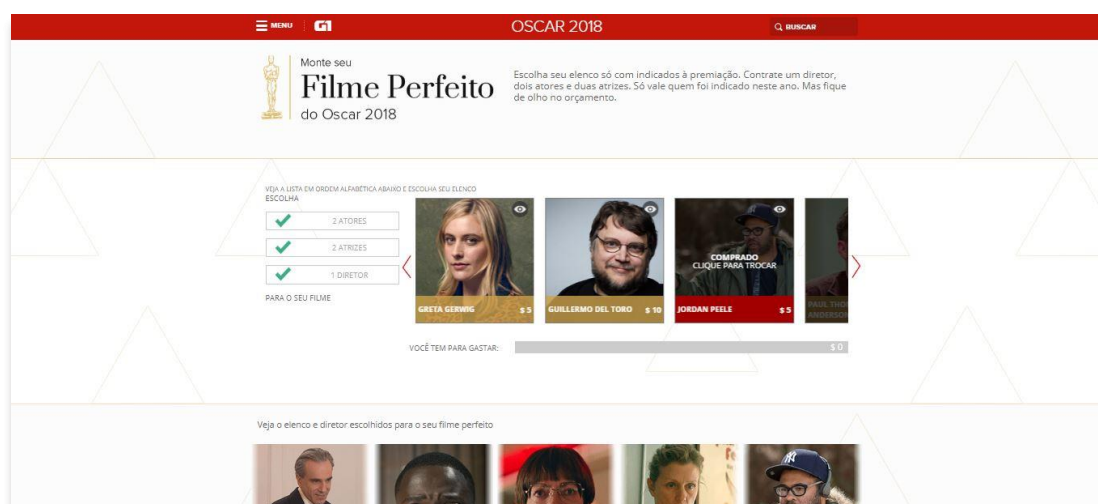 MENU
G1
OSCAR 2018
BUSCAR
Monte seu
Filme Perfeito
do Oscar 2018
Escolha seu elenco só com indicados à premiação. Contrate um diretor,
dois atores e duas atrizes. Só vale quem foi indicado neste ano. Mas fique
de olho no orçamento.
VEJA A LISTA EM ORDEM ALFABÉTICA ABAIXO E ESCOLHA SEU ELENCO
ESCOLHA
2 ATORES
2 ATRIZES
1 DIRETOR
PARA O SEU FILME
GRETA GERWIG $ 5
GUILLERMO DEL TORO $ 10
COMPRADO
CLIQUE PARA TROCAR
JORDAN PEELE $ 5
PAUL THO
ANDERSON
VOCÊ TEM PARA GASTAR: $ 0
Veja o elenco e diretor escolhidos para o seu filme perfeito